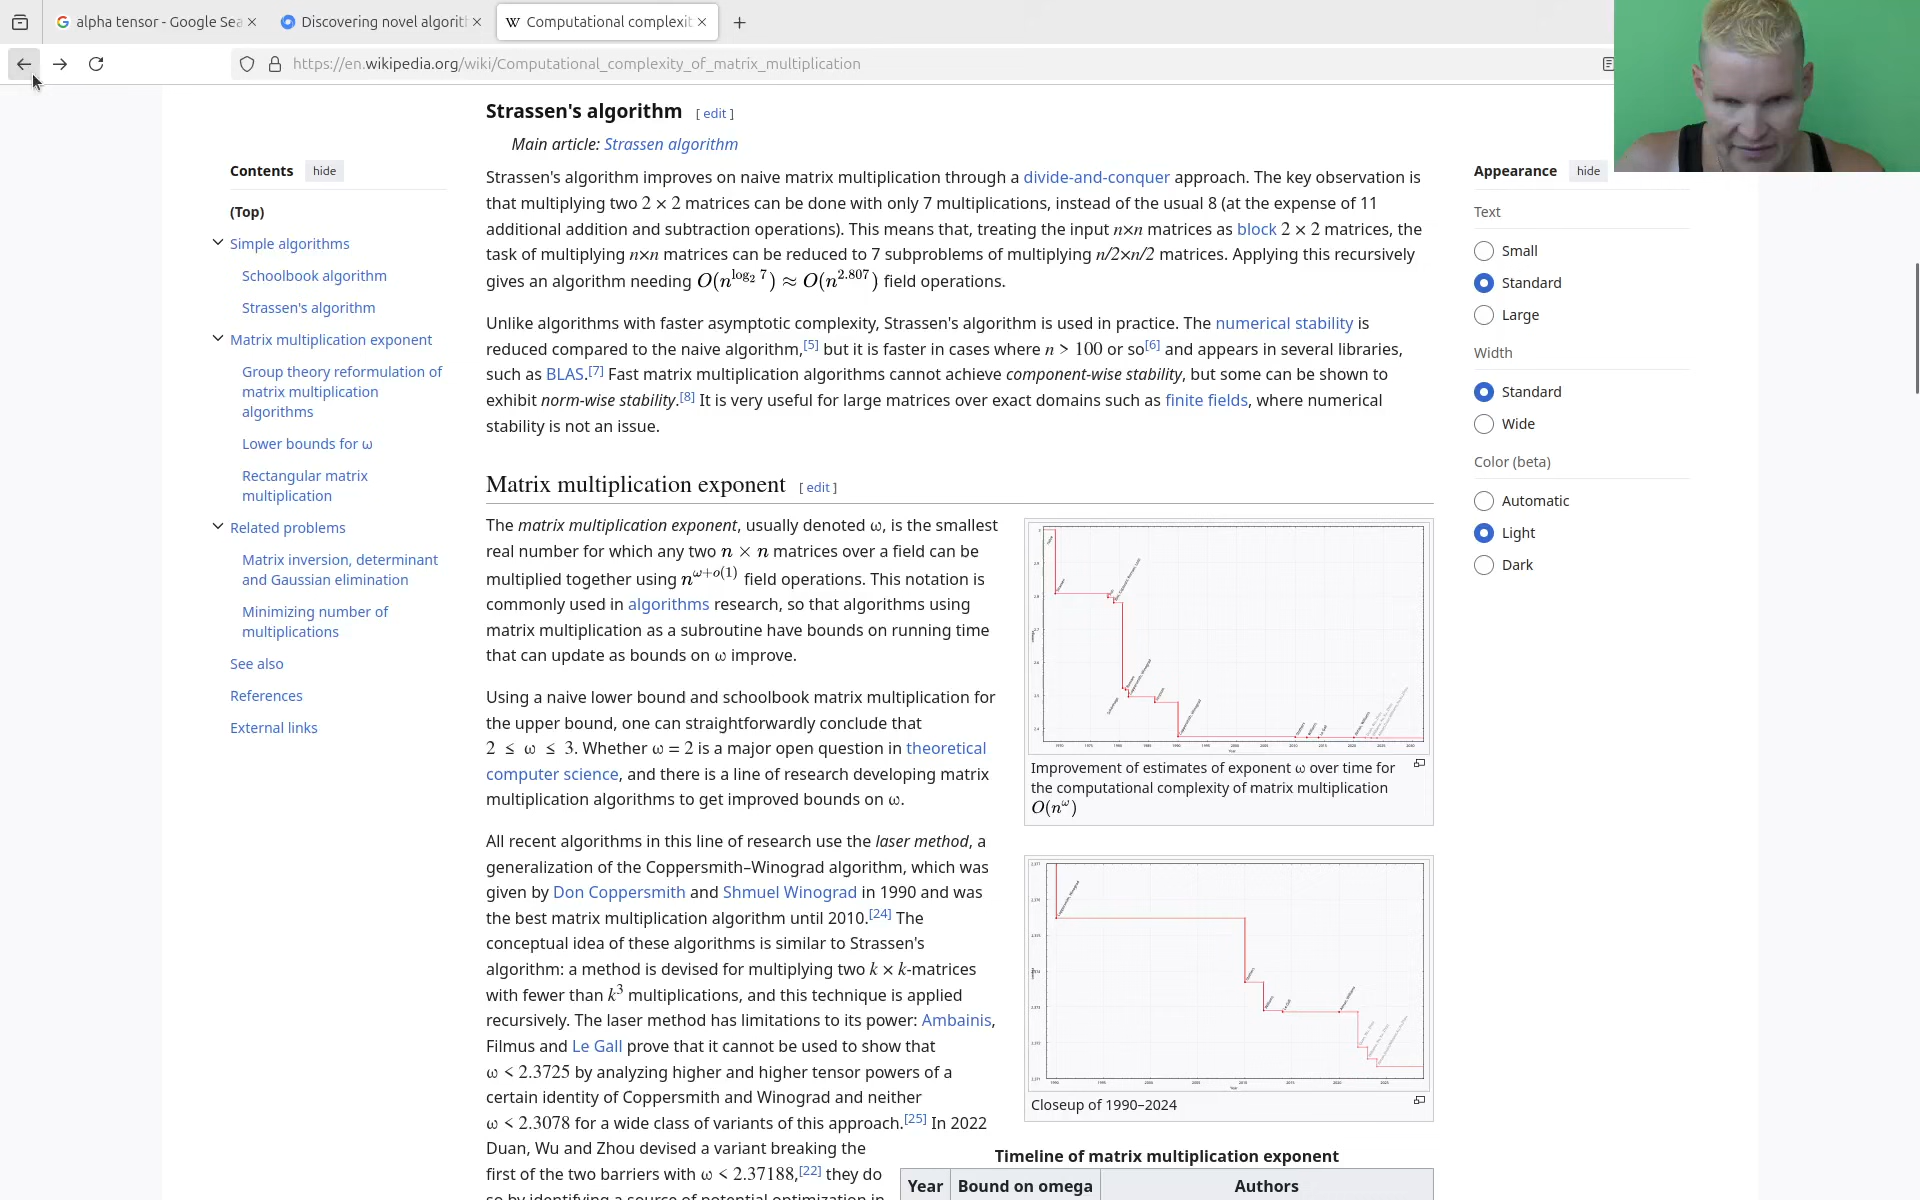 alpha tensor - Google Sea
Discovering novel algorit
Computational complexit
https://en.wikipedia.org/wiki/Computational_complexity_of_matrix_multiplication
Contents hide
(Top)
Simple algorithms
Schoolbook algorithm
Strassen's algorithm
Matrix multiplication exponent
Group theory reformulation of
matrix multiplication
algorithms
Lower bounds for ω
Rectangular matrix
multiplication
Related problems
Matrix inversion, determinant
and Gaussian elimination
Minimizing number of
multiplications
See also
References
External links
Strassen's algorithm [ edit ]
Main article: Strassen algorithm
Strassen's algorithm improves on naive matrix multiplication through a divide-and-conquer approach. The key observation is
that multiplying two 2 × 2 matrices can be done with only 7 multiplications, instead of the usual 8 (at the expense of 11
additional addition and subtraction operations). This means that, treating the input n×n matrices as block 2 × 2 matrices, the
task of multiplying n×n matrices can be reduced to 7 subproblems of multiplying n/2×n/2 matrices. Applying this recursively
gives an algorithm needing O(n^{log₂ 7}) ≈ O(n^{2.807}) field operations.
Unlike algorithms with faster asymptotic complexity, Strassen's algorithm is used in practice. The numerical stability is
reduced compared to the naive algorithm,[5] but it is faster in cases where n > 100 or so[6] and appears in several libraries,
such as BLAS.[7] Fast matrix multiplication algorithms cannot achieve component-wise stability, but some can be shown to
exhibit norm-wise stability.[8] It is very useful for large matrices over exact domains such as finite fields, where numerical
stability is not an issue.
Matrix multiplication exponent [ edit ]
The matrix multiplication exponent, usually denoted ω, is the smallest
real number for which any two n × n matrices over a field can be
multiplied together using n^{ω+o(1)} field operations. This notation is
commonly used in algorithms research, so that algorithms using
matrix multiplication as a subroutine have bounds on running time
that can update as bounds on ω improve.
Using a naive lower bound and schoolbook matrix multiplication for
the upper bound, one can straightforwardly conclude that
2 ≤ ω ≤ 3. Whether ω = 2 is a major open question in theoretical
computer science, and there is a line of research developing matrix
multiplication algorithms to get improved bounds on ω.
All recent algorithms in this line of research use the laser method, a
generalization of the Coppersmith–Winograd algorithm, which was
given by Don Coppersmith and Shmuel Winograd in 1990 and was
the best matrix multiplication algorithm until 2010.[24] The
conceptual idea of these algorithms is similar to Strassen's
algorithm: a method is devised for multiplying two k × k-matrices
with fewer than k³ multiplications, and this technique is applied
recursively. The laser method has limitations to its power: Ambainis,
Filmus and Le Gall prove that it cannot be used to show that
ω < 2.3725 by analyzing higher and higher tensor powers of a
certain identity of Coppersmith and Winograd and neither
ω < 2.3078 for a wide class of variants of this approach.[25] In 2022
Duan, Wu and Zhou devised a variant breaking the
first of the two barriers with ω < 2.37188,[22] they do
so by identifying a source of potential optimization in
Improvement of estimates of exponent ω over time for
the computational complexity of matrix multiplication
O(n^ω)
Closeup of 1990–2024
Timeline of matrix multiplication exponent
Year Bound on omega Authors
Appearance hide
Text
Small
Standard
Large
Width
Standard
Wide
Color (beta)
Automatic
Light
Dark